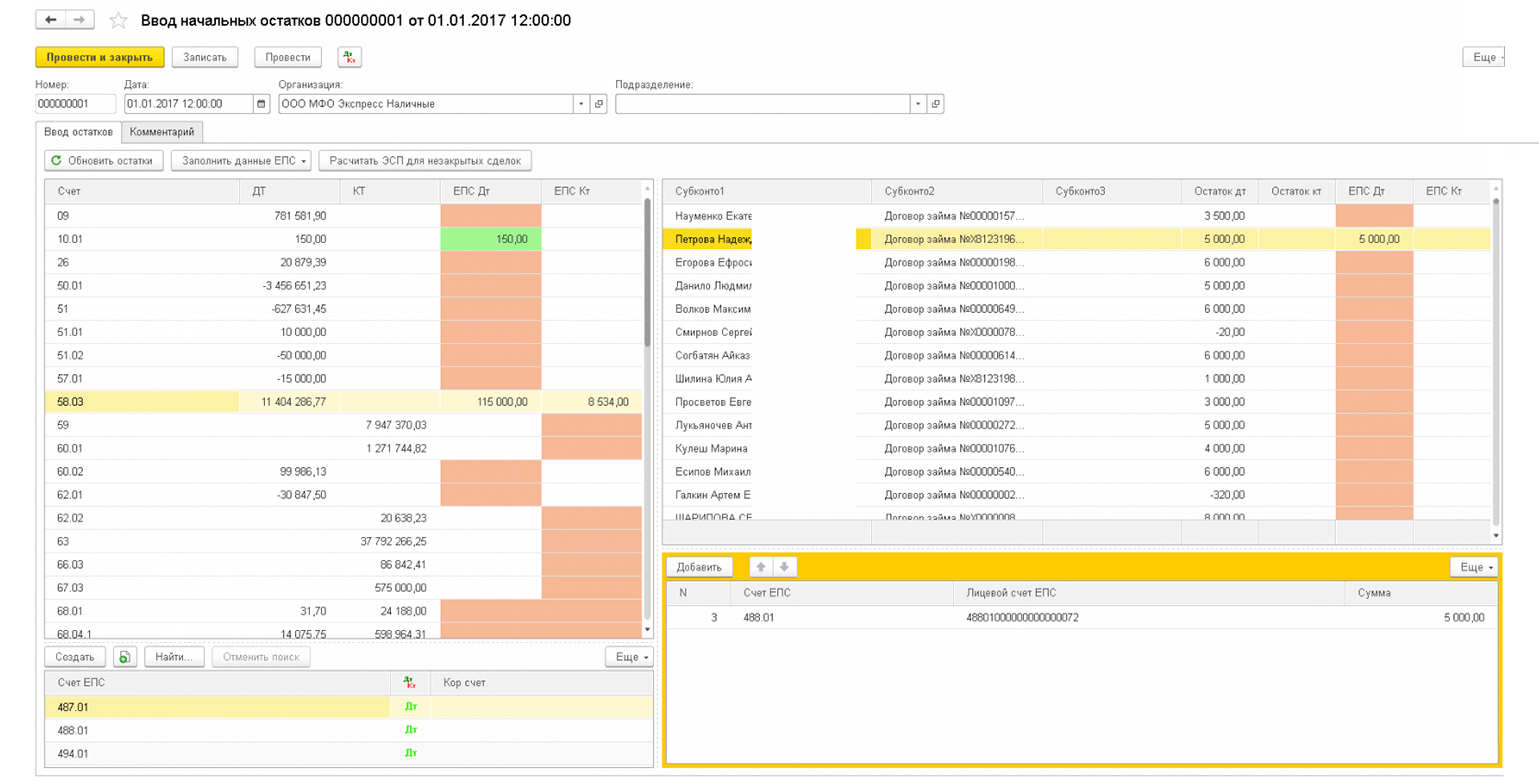 Ввод начальных остатков 000000001 от 01.01.2017 12:00:00
Провести и закрыть Записать Провести Дт Кт Еще
Номер: Дата: Организация: Подразделение:
000000001 01.01.2017 12:00:00 ООО МФО Экспресс Наличные
Ввод остатков Комментарий
Обновить остатки Заполнить данные ЕПС Расчитать ЭСП для незакрытых сделок
Счет ДТ КТ ЕПС Дт ЕПС Кт
09 781 581,90
10.01 150,00 150,00
26 20 879,39
50.01 -3 456 651,23
51 -627 631,45
51.01 10 000,00
51.02 -50 000,00
57.01 -15 000,00
58.03 11 404 286,77 115 000,00 8 534,00
59 7 947 370,03
60.01 1 271 744,82
60.02 99 986,13
62.01 -30 847,50
62.02 20 638,23
63 37 792 266,25
66.03 86 842,41
67.03 575 000,00
68.01 31,70 24 188,00
68.04.1 14 075,75 598 964,31
Создать Найти... Отменить поиск Еще
Счет ЕПС Дт Кт Кор счет
487.01 Дт
488.01 Дт
494.01 Дт
Субконто1 Субконто2 Субконто3 Остаток дт Остаток кт ЕПС Дт ЕПС Кт
Науменко Екате Договор займа №00000157... 3 500,00
Петрова Надежд Договор займа №Х8123196... 5 000,00 5 000,00
Егорова Ефроси Договор займа №00000198... 6 000,00
Данило Людмил Договор займа №00001000... 5 000,00
Волков Максим Договор займа №00000649... 6 000,00
Смирнов Сергей Договор займа №Х0000078... -20,00
Согбатян Айказ Договор займа №00000614... 6 000,00
Шилина Юлия А Договор займа №Х8123198... 1 000,00
Просветов Евге Договор займа №00001097... 3 000,00
Лукьяночев Ант Договор займа №00000272... 5 000,00
Кулеш Марина Договор займа №00001076... 4 000,00
Есипов Михаил Договор займа №00000540... 6 000,00
Галкин Артем Е Договор займа №00000002... -320,00
ШАРИПОВА СЕ Договор займа №Х0000008... 8 000,00
Добавить Еще
N Счет ЕПС Лицевой счет ЕПС Сумма
3 488.01 48801000000000000072 5 000,00